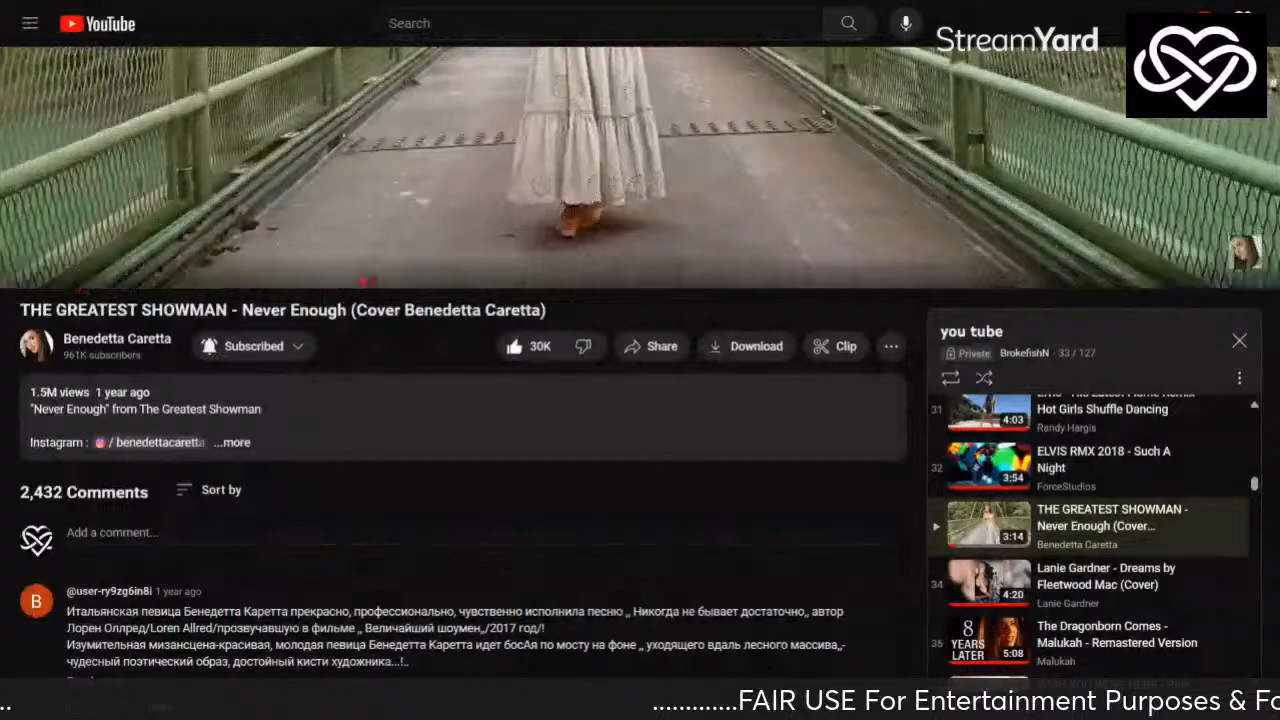 YouTube
Search
StreamYard
THE GREATEST SHOWMAN - Never Enough (Cover Benedetta Caretta)
Benedetta Caretta
961K subscribers
Subscribed
30K
Share
Download
Clip
1.5M views 1 year ago
"Never Enough" from The Greatest Showman
Instagram : / benedettacaretta ...more
2,432 Comments
Sort by
Add a comment...
B
@user-ry9zg6in8i 1 year ago
Итальянская певица Бенедетта Каретта прекрасно, профессионально, чувственно исполнила песню ,, Никогда не бывает достаточно,, автор
Лорен Оллред/Loren Allred/прозвучавшую в фильме ,, Величайший шоумен,,/2017 год/!
Изумительная мизансцена-красивая, молодая певица Бенедетта Каретта идет босАя по мосту на фоне ,, уходящего вдаль лесного массива,,-
чудесный поэтический образ, достойный кисти художника...!..
you tube
Private BrokefishN - 33 / 127
31
4:03
Hot Girls Shuffle Dancing
Randy Hargis
32
3:54
ELVIS RMX 2018 - Such A
Night
ForceStudios
3:14
THE GREATEST SHOWMAN -
Never Enough (Cover...
Benedetta Caretta
34
4:20
Lanie Gardner - Dreams by
Fleetwood Mac (Cover)
Lanie Gardner
35
8
YEARS
LATER
5:08
The Dragonborn Comes -
Malukah - Remastered Version
Malukah
.. .............FAIR USE For Entertainment Purposes & Fo